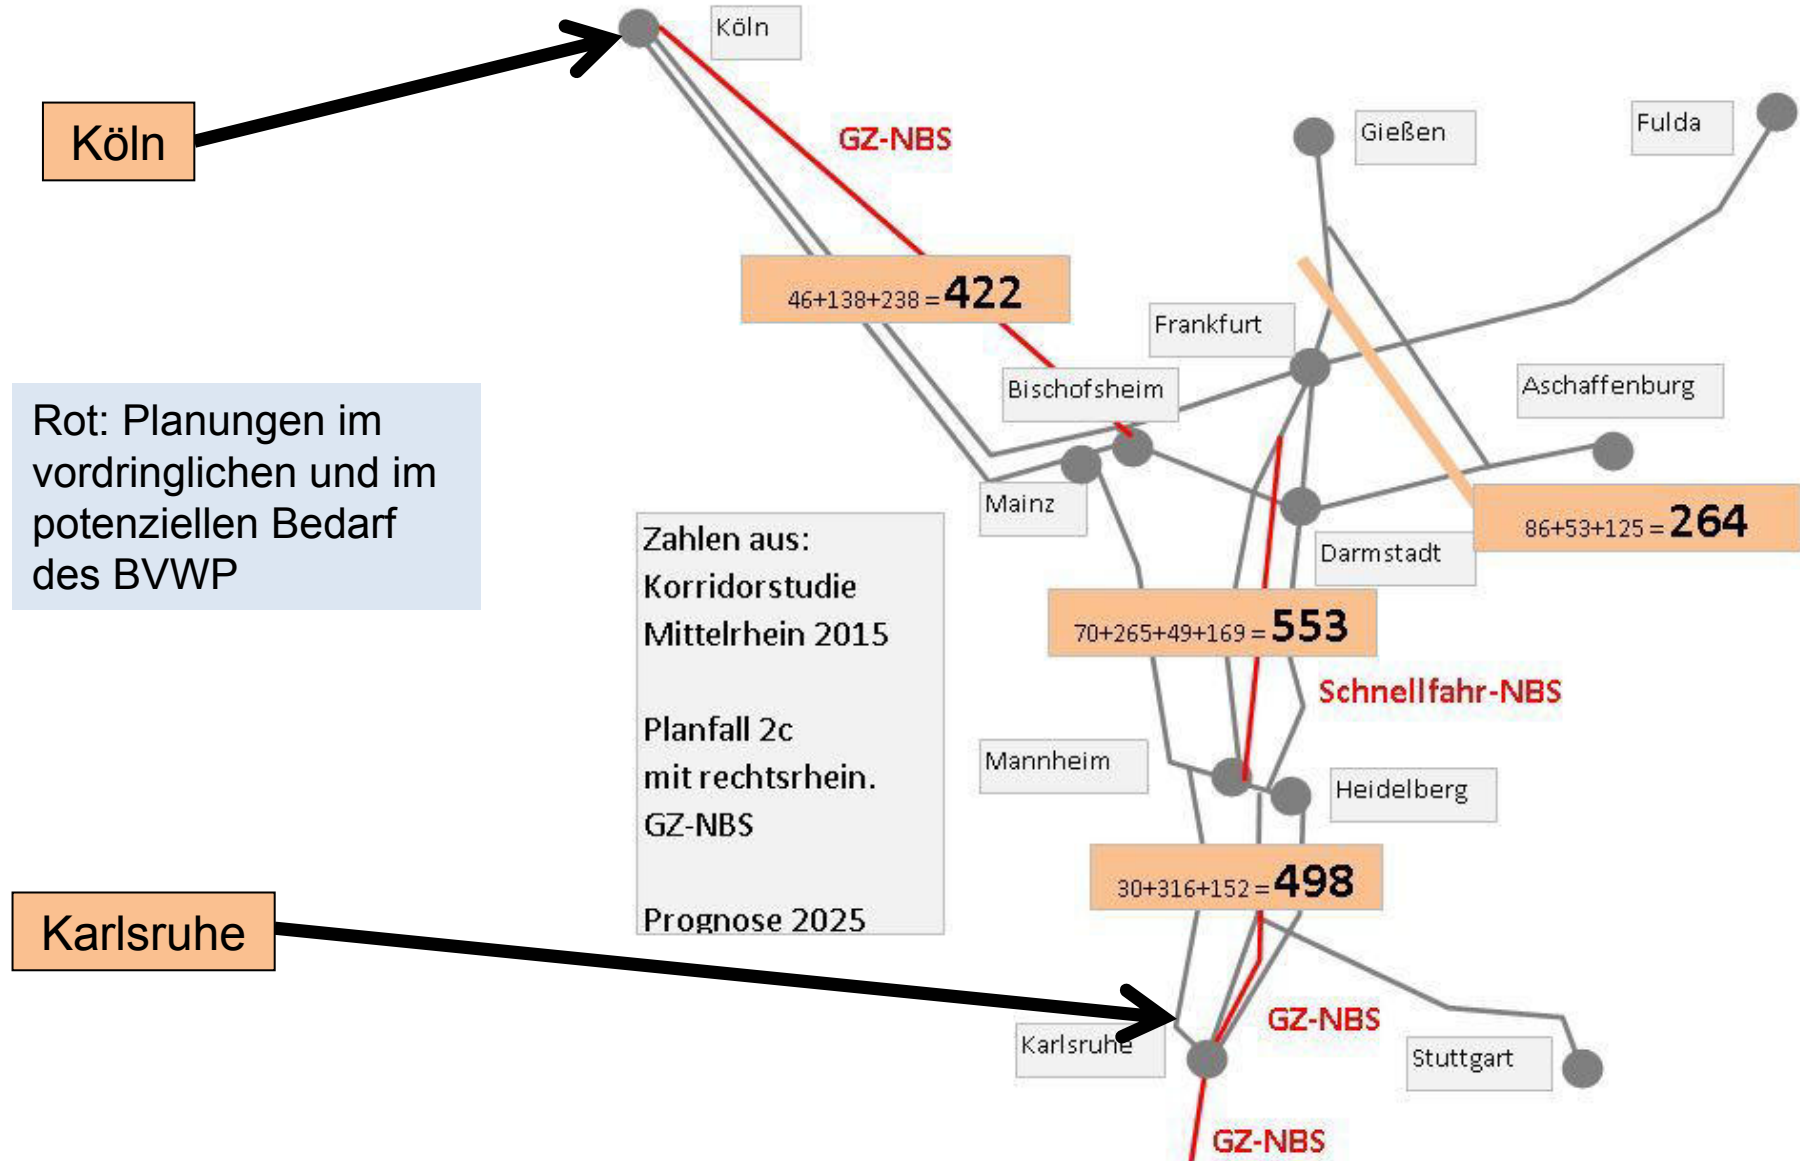 Köln
Köln
GZ-NBS
Gießen
Fulda
46+138+238 = 422
Frankfurt
Bischofsheim
Aschaffenburg
Rot: Planungen im
vordringlichen und im
potenziellen Bedarf
des BVWP
Mainz
86+53+125 = 264
Zahlen aus:
Korridorstudie
Mittelrhein 2015
Planfall 2c
mit rechtsrhein.
GZ-NBS
Prognose 2025
Darmstadt
70+265+49+169 = 553
Schnellfahr-NBS
Mannheim
Heidelberg
30+316+152 = 498
Karlsruhe
GZ-NBS
Karlsruhe
Stuttgart
GZ-NBS